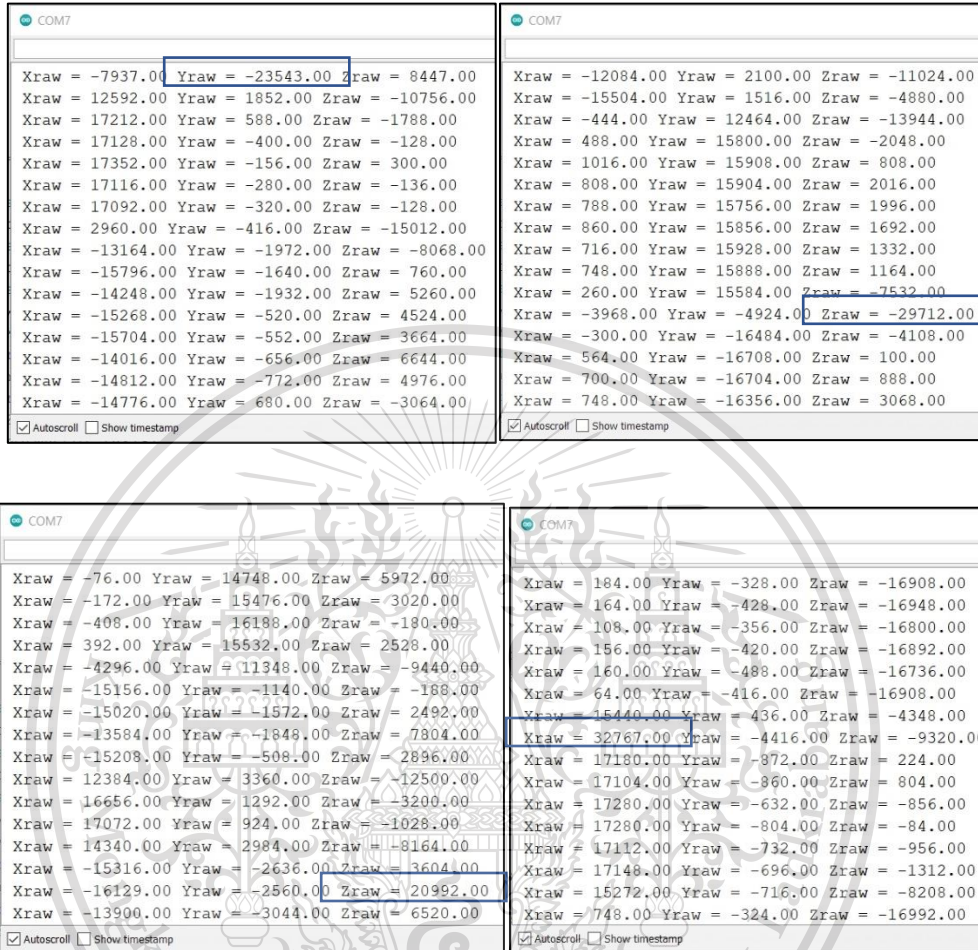 COM7
Xraw = -7937.00 Yraw = -23543.00 Zraw = 8447.00
Xraw = 12592.00 Yraw = 1852.00 Zraw = -10756.00
Xraw = 17212.00 Yraw = 588.00 Zraw = -1788.00
Xraw = 17128.00 Yraw = -400.00 Zraw = -128.00
Xraw = 17352.00 Yraw = -156.00 Zraw = 300.00
Xraw = 17116.00 Yraw = -280.00 Zraw = -136.00
Xraw = 17092.00 Yraw = -320.00 Zraw = -128.00
Xraw = 2960.00 Yraw = -416.00 Zraw = -15012.00
Xraw = -13164.00 Yraw = -1972.00 Zraw = -8068.00
Xraw = -15796.00 Yraw = -1640.00 Zraw = 760.00
Xraw = -14248.00 Yraw = -1932.00 Zraw = 5260.00
Xraw = -15268.00 Yraw = -520.00 Zraw = 4524.00
Xraw = -15704.00 Yraw = -552.00 Zraw = 3664.00
Xraw = -14016.00 Yraw = -656.00 Zraw = 6644.00
Xraw = -14812.00 Yraw = -772.00 Zraw = 4976.00
Xraw = -14776.00 Yraw = 680.00 Zraw = -3064.00
Autoscroll Show timestamp
COM7
Xraw = -12084.00 Yraw = 2100.00 Zraw = -11024.00
Xraw = -15504.00 Yraw = 1516.00 Zraw = -4880.00
Xraw = -444.00 Yraw = 12464.00 Zraw = -13944.00
Xraw = 488.00 Yraw = 15800.00 Zraw = -2048.00
Xraw = 1016.00 Yraw = 15908.00 Zraw = 808.00
Xraw = 808.00 Yraw = 15904.00 Zraw = 2016.00
Xraw = 788.00 Yraw = 15756.00 Zraw = 1996.00
Xraw = 860.00 Yraw = 15856.00 Zraw = 1692.00
Xraw = 716.00 Yraw = 15928.00 Zraw = 1332.00
Xraw = 748.00 Yraw = 15888.00 Zraw = 1164.00
Xraw = 260.00 Yraw = 15584.00 Zraw = -7532.00
Xraw = -3968.00 Yraw = -4924.00 Zraw = -29712.00
Xraw = -300.00 Yraw = -16484.00 Zraw = -4108.00
Xraw = 564.00 Yraw = -16708.00 Zraw = 100.00
Xraw = 700.00 Yraw = -16704.00 Zraw = 888.00
Xraw = 748.00 Yraw = -16356.00 Zraw = 3068.00
Autoscroll Show timestamp
COM7
Xraw = -76.00 Yraw = 14748.00 Zraw = 5972.00
Xraw = -172.00 Yraw = 15476.00 Zraw = 3020.00
Xraw = -408.00 Yraw = 16188.00 Zraw = -180.00
Xraw = 392.00 Yraw = 15532.00 Zraw = 2528.00
Xraw = -4296.00 Yraw = 11348.00 Zraw = -9440.00
Xraw = -15156.00 Yraw = -1140.00 Zraw = -188.00
Xraw = -15020.00 Yraw = -1572.00 Zraw = 2492.00
Xraw = -13584.00 Yraw = -1848.00 Zraw = 7804.00
Xraw = -15208.00 Yraw = -508.00 Zraw = 2896.00
Xraw = 12384.00 Yraw = 3360.00 Zraw = -12500.00
Xraw = 16656.00 Yraw = 1292.00 Zraw = -3200.00
Xraw = 17072.00 Yraw = 924.00 Zraw = -1028.00
Xraw = 14340.00 Yraw = 2984.00 Zraw = -8164.00
Xraw = -15316.00 Yraw = -2636.00 Zraw = 3604.00
Xraw = -16129.00 Yraw = -2560.00 Zraw = 20992.00
Xraw = -13900.00 Yraw = -3044.00 Zraw = 6520.00
Autoscroll Show timestamp
COM7
Xraw = 184.00 Yraw = -328.00 Zraw = -16908.00
Xraw = 164.00 Yraw = -428.00 Zraw = -16948.00
Xraw = 108.00 Yraw = -356.00 Zraw = -16800.00
Xraw = 156.00 Yraw = -420.00 Zraw = -16892.00
Xraw = 160.00 Yraw = -488.00 Zraw = -16736.00
Xraw = 64.00 Yraw = -416.00 Zraw = -16908.00
Xraw = 15440.00 Yraw = 436.00 Zraw = -4348.00
Xraw = 32767.00 Yraw = -4416.00 Zraw = -9320.00
Xraw = 17180.00 Yraw = -872.00 Zraw = 224.00
Xraw = 17104.00 Yraw = -860.00 Zraw = 804.00
Xraw = 17280.00 Yraw = -632.00 Zraw = -856.00
Xraw = 17280.00 Yraw = -804.00 Zraw = -84.00
Xraw = 17112.00 Yraw = -732.00 Zraw = -956.00
Xraw = 17148.00 Yraw = -696.00 Zraw = -1312.00
Xraw = 15272.00 Yraw = -716.00 Zraw = -8208.00
Xraw = 748.00 Yraw = -324.00 Zraw = -16992.00
Autoscroll Show timestamp